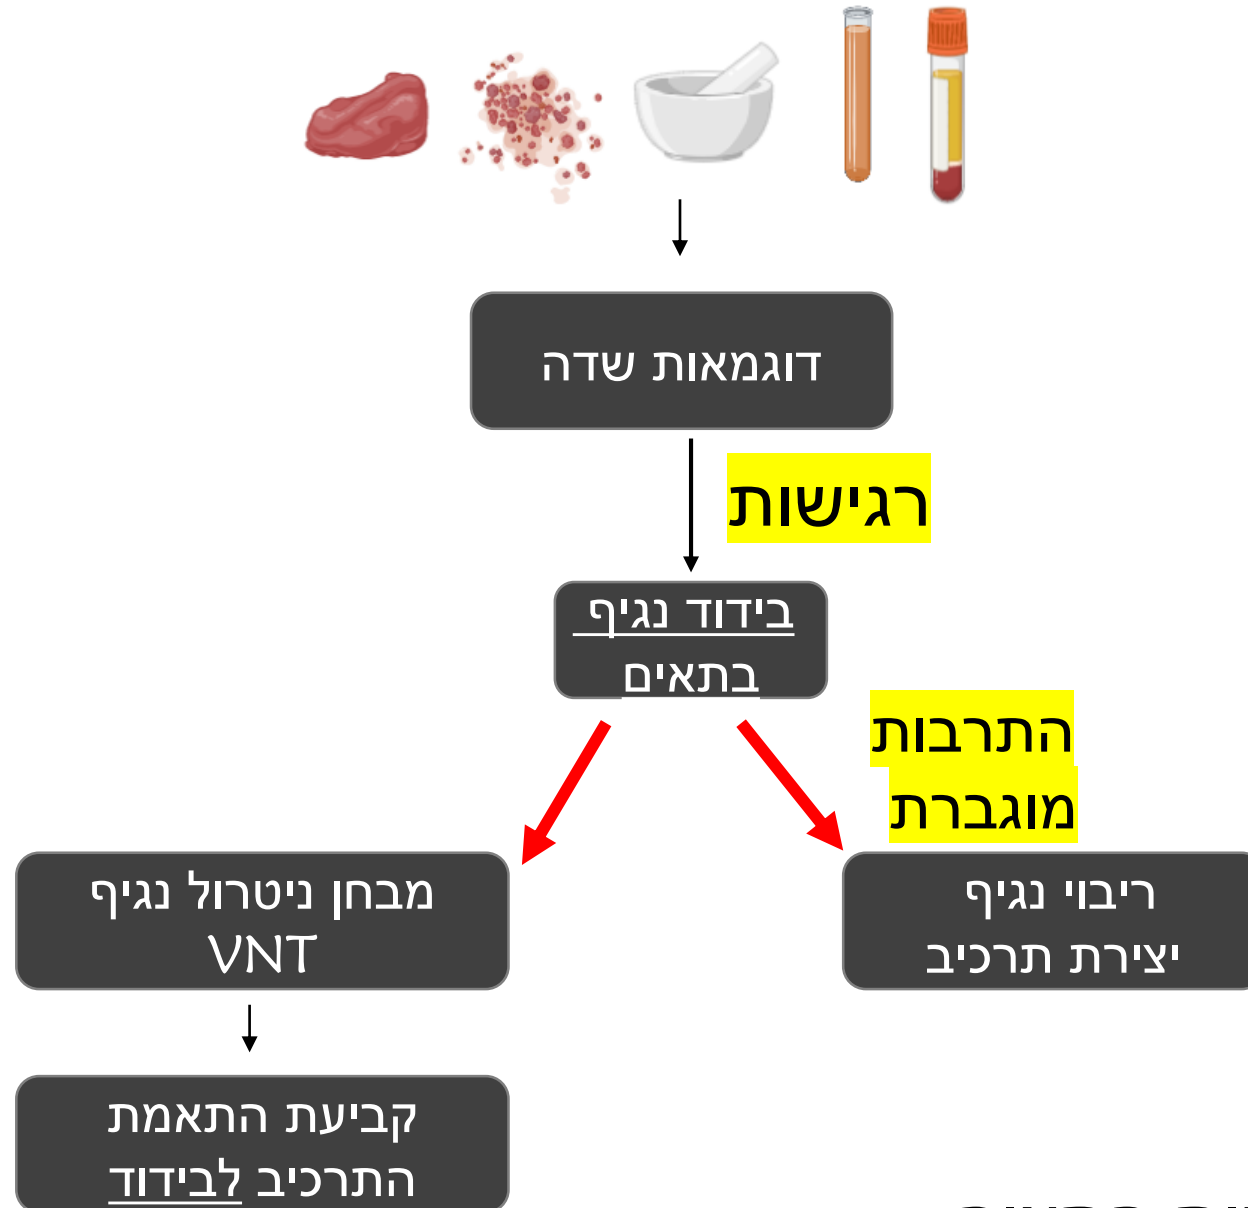 דוגמאות שדה
רגישות
בידוד נגיף
בתאים
התרבות
מוגברת
מבחן ניטרול נגיף
VNT
ריבוי נגיף
יצירת תרכיב
קביעת התאמת
התרכיב לבידוד